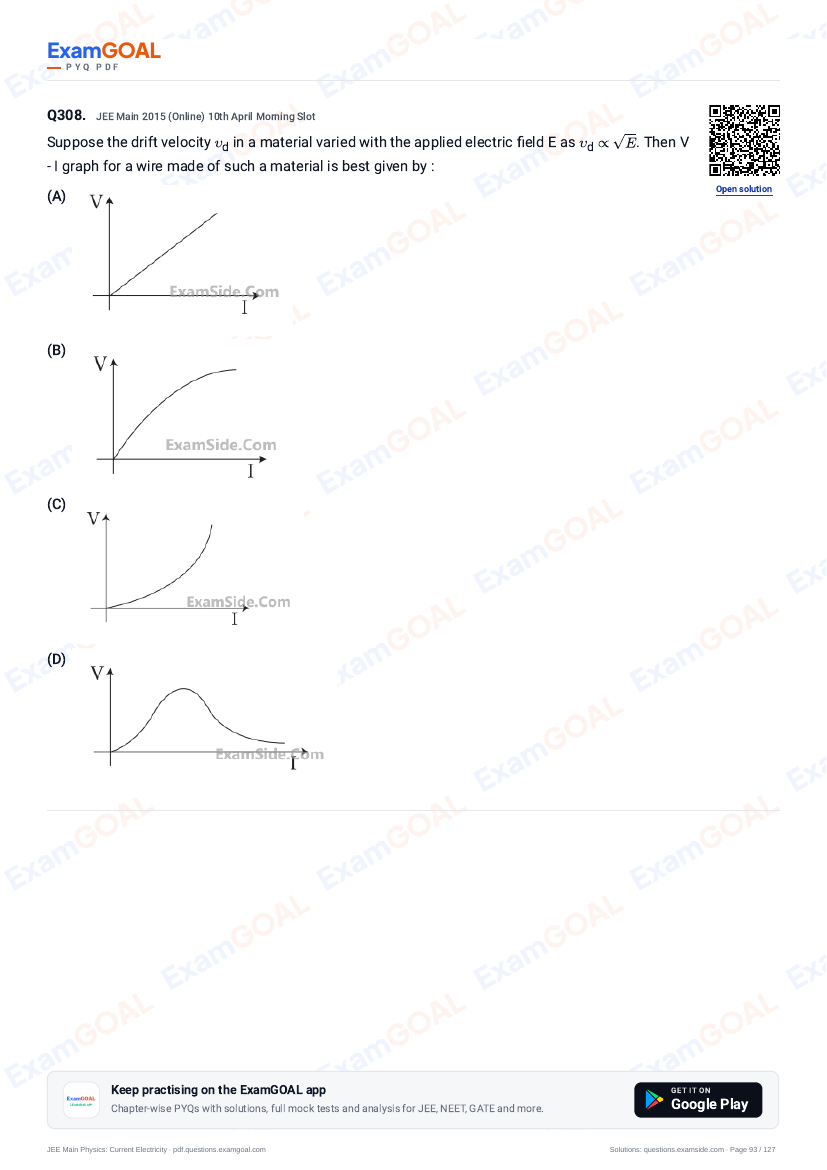 ExamGOAL
PYQ PDF
Q308. JEE Main 2015 (Online) 10th April Morning Slot
Suppose the drift velocity v_d in a material varied with the applied electric field E as v_d ∝ √E. Then V
- I graph for a wire made of such a material is best given by :
Open solution
(A)
V
ExamSide.Com
I
(B)
V
ExamSide.Com
I
(C)
V
ExamSide.Com
I
(D)
V
ExamSide.Com
I
Keep practising on the ExamGOAL app
Chapter-wise PYQs with solutions, full mock tests and analysis for JEE, NEET, GATE and more.
GET IT ON
Google Play
JEE Main Physics: Current Electricity · pdf.questions.examgoal.com
Solutions: questions.examside.com · Page 93 / 127